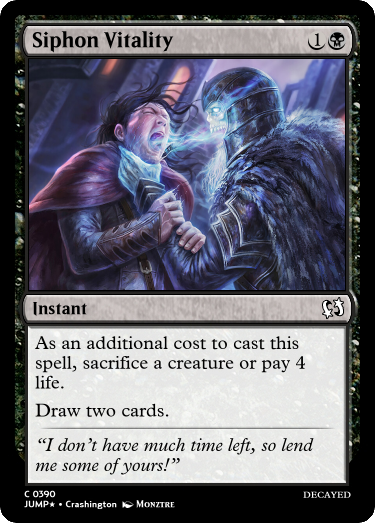 Siphon Vitality 1
Instant
As an additional cost to cast this
spell, sacrifice a creature or pay 4
life.
Draw two cards.
“I don’t have much time left, so lend
me some of yours!”
C 0390 DECAYED
JUMP★ • Crashington Monztre